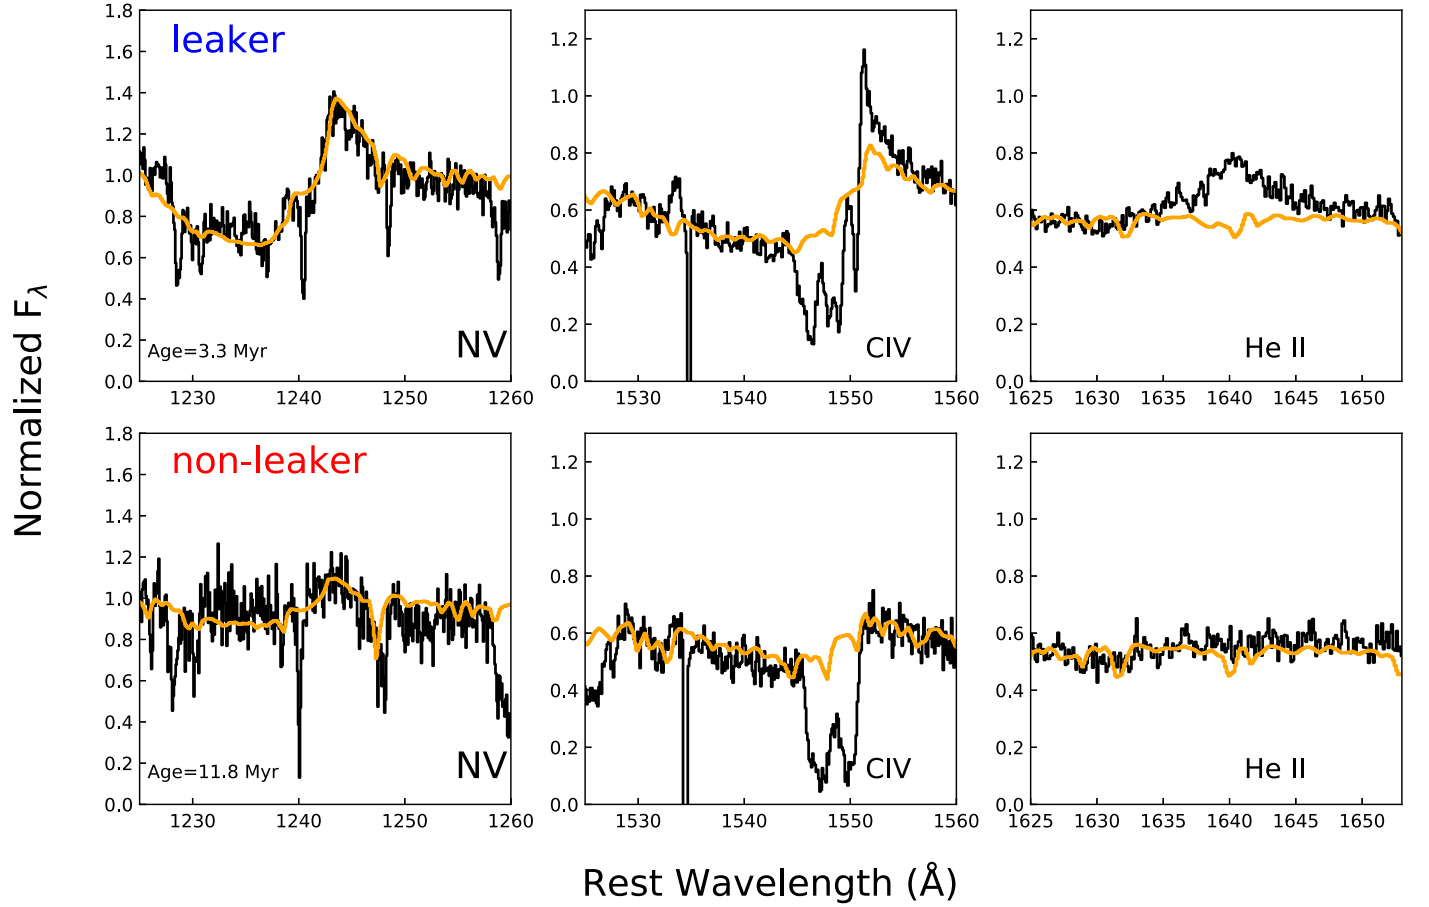 Normalized Fλ
1.8
1.6
1.4
1.2
1.0
0.8
0.6
0.4
0.2
0.0
leaker
Age=3.3 Myr
NV
1230 1240 1250 1260
1.2
1.0
0.8
0.6
0.4
0.2
0.0
CIV
1530 1540 1550 1560
1.2
1.0
0.8
0.6
0.4
0.2
0.0
He II
1625 1630 1635 1640 1645 1650
1.8
1.6
1.4
1.2
1.0
0.8
0.6
0.4
0.2
0.0
non-leaker
Age=11.8 Myr
NV
1230 1240 1250 1260
1.2
1.0
0.8
0.6
0.4
0.2
0.0
CIV
1530 1540 1550 1560
1.2
1.0
0.8
0.6
0.4
0.2
0.0
He II
1625 1630 1635 1640 1645 1650
Rest Wavelength (Å)